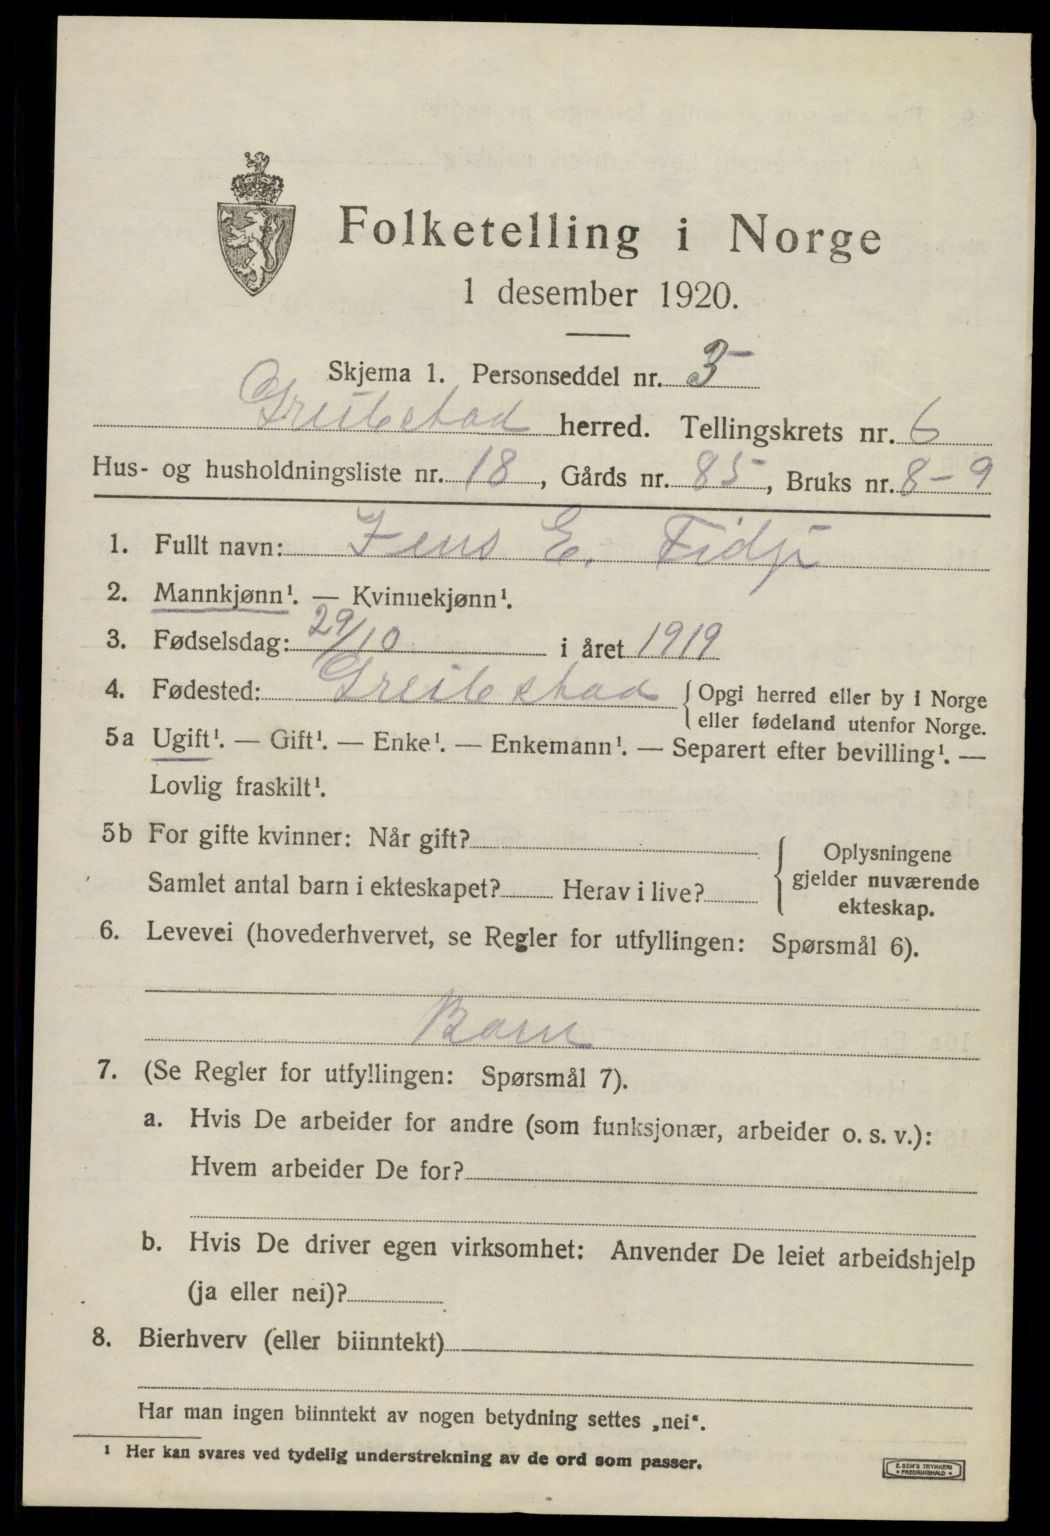 Folketelling i Norge
1 desember 1920.
Skjema 1. Personseddel nr. 3
Greibstad herred. Tellingskrets nr. 6
Hus- og husholdningsliste nr. 18, Gårds nr. 85, Bruks nr. 8-9
1. Fullt navn: Jens E. Fidje
2. Mannkjønn¹. — Kvinnekjønn¹.
3. Fødselsdag: 29/10 i året 1919
4. Fødested: Greibstad {Opgi herred eller by i Norge
eller fødeland utenfor Norge.
5a Ugift¹. — Gift¹. — Enke¹. — Enkemann¹. — Separert efter bevilling¹. —
Lovlig fraskilt¹.
5b For gifte kvinner: Når gift?
Samlet antal barn i ekteskapet? Herav i live?
{Oplysningene
gjelder nuværende
ekteskap.
6. Levevei (hovederhvervet, se Regler for utfyllingen: Spørsmål 6).
Barn
7. (Se Regler for utfyllingen: Spørsmål 7).
a. Hvis De arbeider for andre (som funksjonær, arbeider o. s. v.):
Hvem arbeider De for?
b. Hvis De driver egen virksomhet: Anvender De leiet arbeidshjelp
(ja eller nei)?
8. Bierhverv (eller biinntekt)
Har man ingen biinntekt av nogen betydning settes „nei“.
¹ Her kan svares ved tydelig understrekning av de ord som passer.
E. SEM'S TRYKKERI
* FREDRIKSHALD *